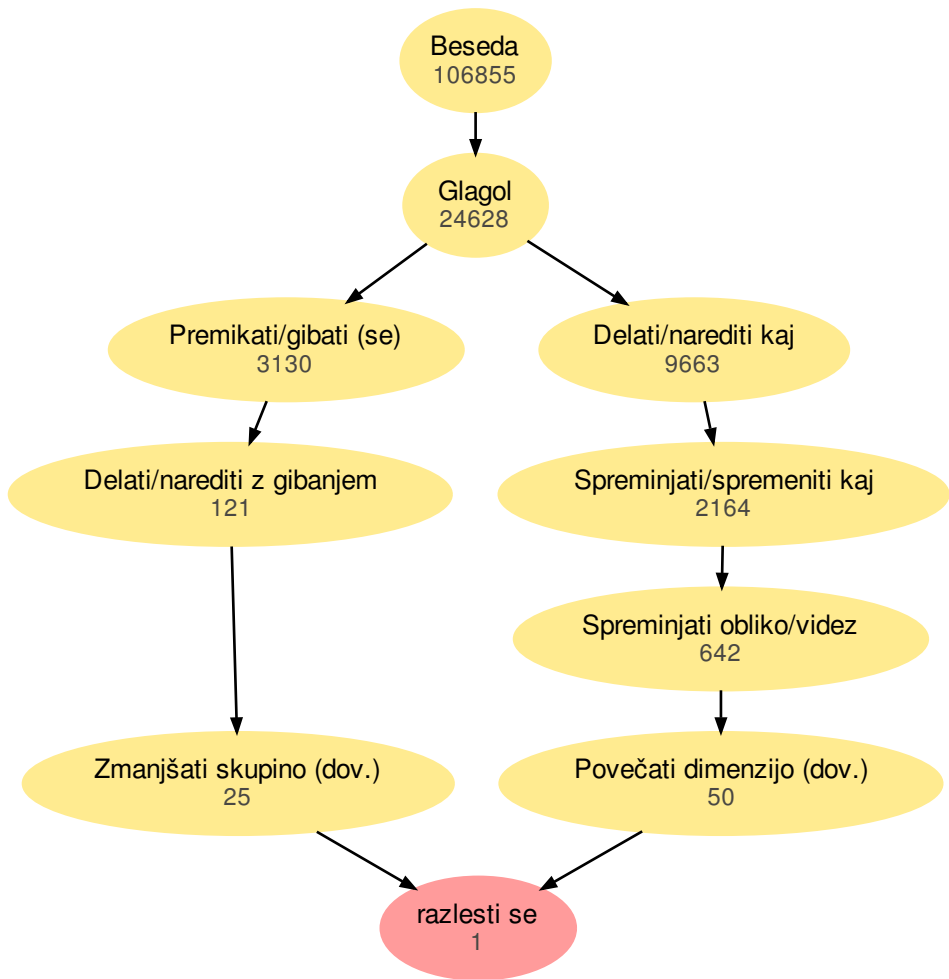 Beseda
106855
Glagol
24628
Premikati/gibati (se)
3130
Delati/narediti kaj
9663
Delati/narediti z gibanjem
121
Spreminjati/spremeniti kaj
2164
Spreminjati obliko/videz
642
Zmanjšati skupino (dov.)
25
Povečati dimenzijo (dov.)
50
razlesti se
1